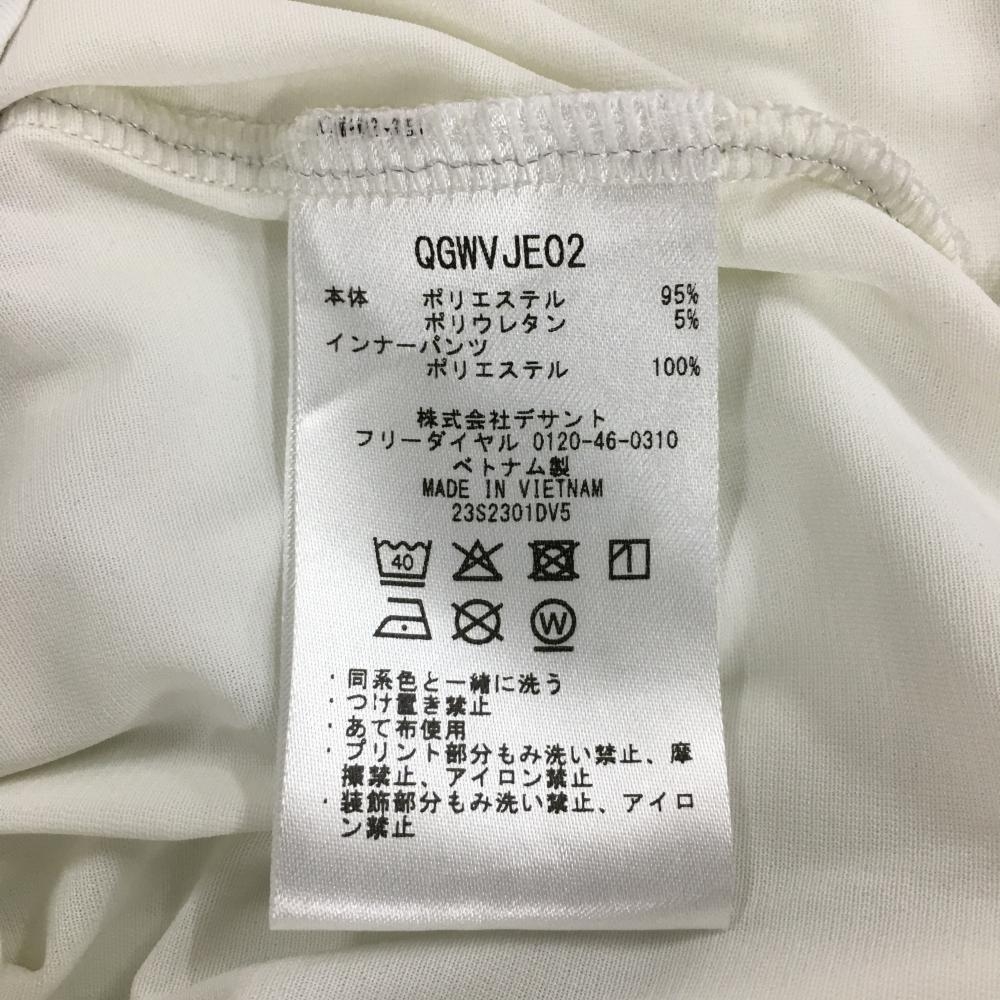 QGWVJE02
本体 ポリエステル 95%
ポリウレタン 5%
インナーパンツ
ポリエステル 100%
株式会社デサント
フリーダイヤル 0120-46-0310
ベトナム製
MADE IN VIETNAM
23S2301DV5
40
W
・同系色と一緒に洗う
・つけ置き禁止
・あて布使用
・プリント部分もみ洗い禁止、摩
擦禁止、アイロン禁止
・装飾部分もみ洗い禁止、アイロ
ン禁止